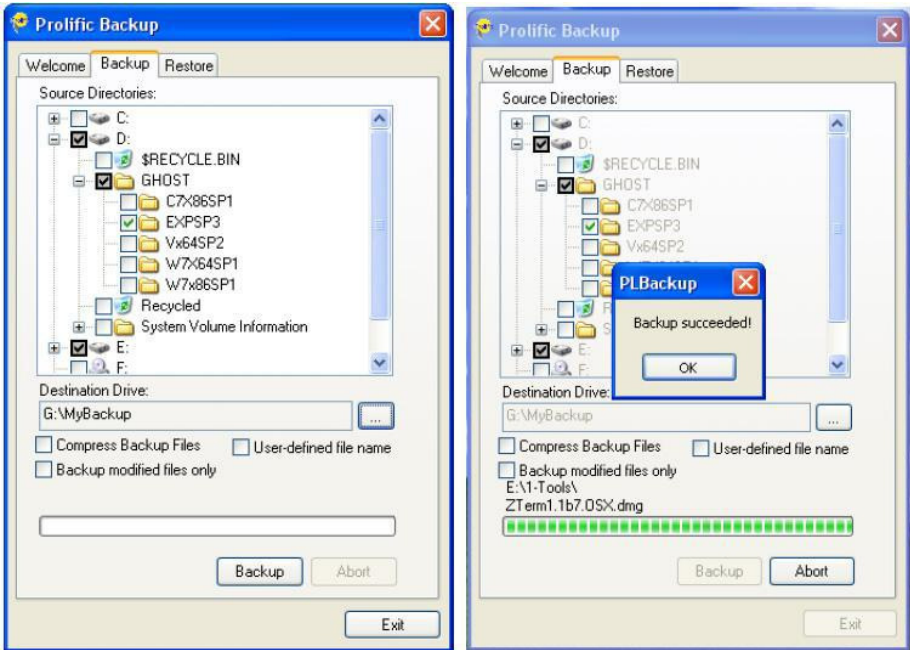 Prolific Backup
Welcome Backup Restore
Source Directories:
C:
D:
$RECYCLE.BIN
GHOST
C7X86SP1
EXPSP3
Vx64SP2
W7X64SP1
W7x86SP1
Recycled
System Volume Information
E:
F:
Destination Drive:
G:\MyBackup
...
Compress Backup Files User-defined file name
Backup modified files only
Backup Abort
Exit
Prolific Backup
Welcome Backup Restore
Source Directories:
C:
D:
$RECYCLE.BIN
GHOST
C7X86SP1
EXPSP3
Vx64SP2
E:
F:
PLBackup
Backup succeeded!
OK
Destination Drive:
G:\MyBackup
...
Compress Backup Files User-defined file name
Backup modified files only
E:\1-Tools\
ZTerm1.1b7.OSX.dmg
Backup Abort
Exit